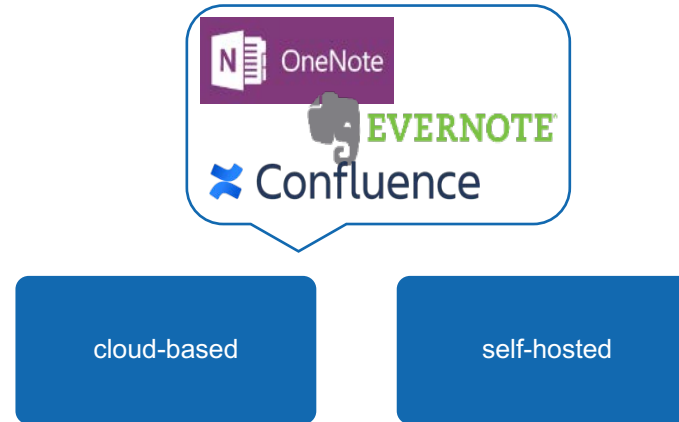 N OneNote
EVERNOTE
Confluence
cloud-based
self-hosted